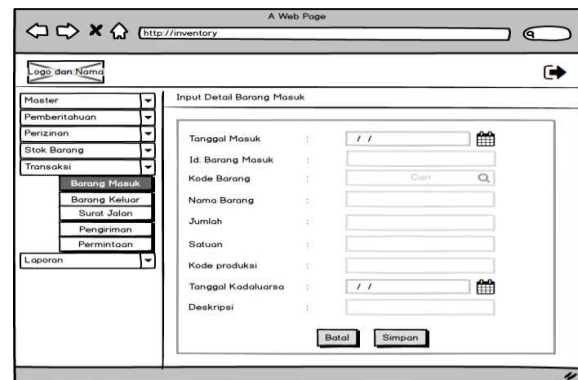 A Web Page
http://inventory
Logo dan Nama
Master
Pemberitahuan
Perizinan
Stok Barang
Transaksi
Barang Masuk
Barang Keluar
Surat Jalan
Pengiriman
Permintaan
Laporan
Input Detail Barang Masuk
Tanggal Masuk : / /
Id. Barang Masuk :
Kode Barang : Cari
Nama Barang :
Jumlah :
Satuan :
Kode produksi :
Tanggal Kadaluarsa : / /
Deskripsi :
Batal Simpan